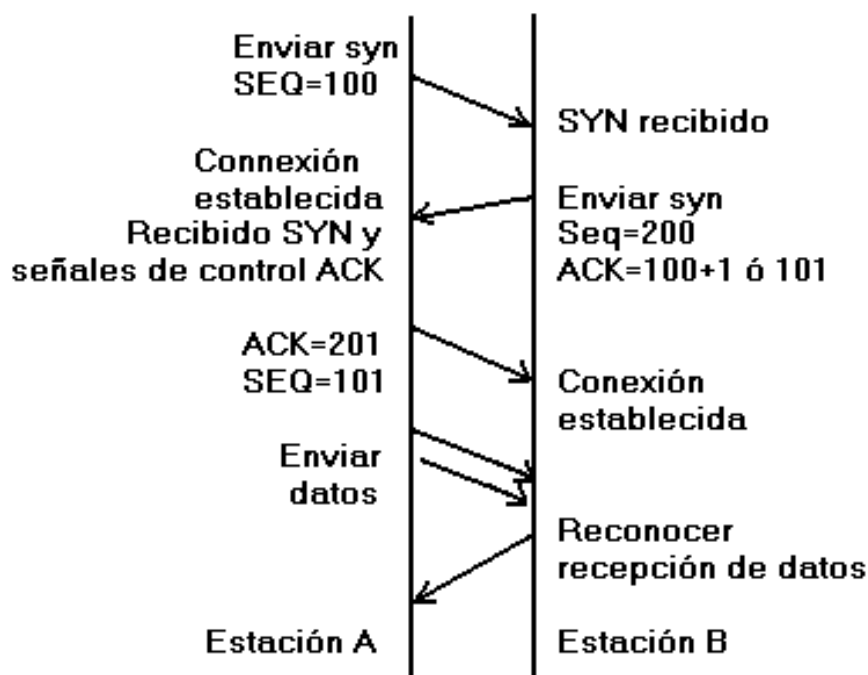 Enviar syn
SEQ=100
SYN recibido
Connexión
establecida
Recibido SYN y
señales de control ACK
Enviar syn
Seq=200
ACK=100+1 ó 101
ACK=201
SEQ=101
Conexión
establecida
Enviar
datos
Reconocer
recepción de datos
Estación A
Estación B